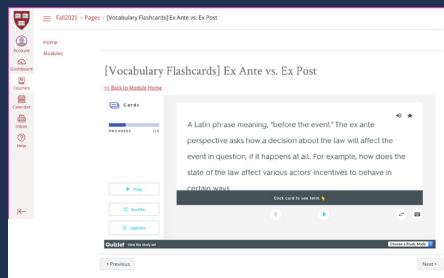 Fall2020 › Pages › [Vocabulary Flashcards] Ex Ante vs. Ex Post
Account
Dashboard
Courses
Calendar
Inbox
Help
Home
Modules
[Vocabulary Flashcards] Ex Ante vs. Ex Post
<< Back to Module Home
Cards
PROGRESS 1/5
Play
Shuffle
Options
A Latin phrase meaning, "before the event." The ex ante
perspective asks how a decision about the law will affect the
event in question, if it happens at all. For example, how does the
state of the law affect various actors' incentives to behave in
certain ways
Click card to see term 👆
Quizlet View this study set
Choose a Study Mode
‹ Previous
Next ›